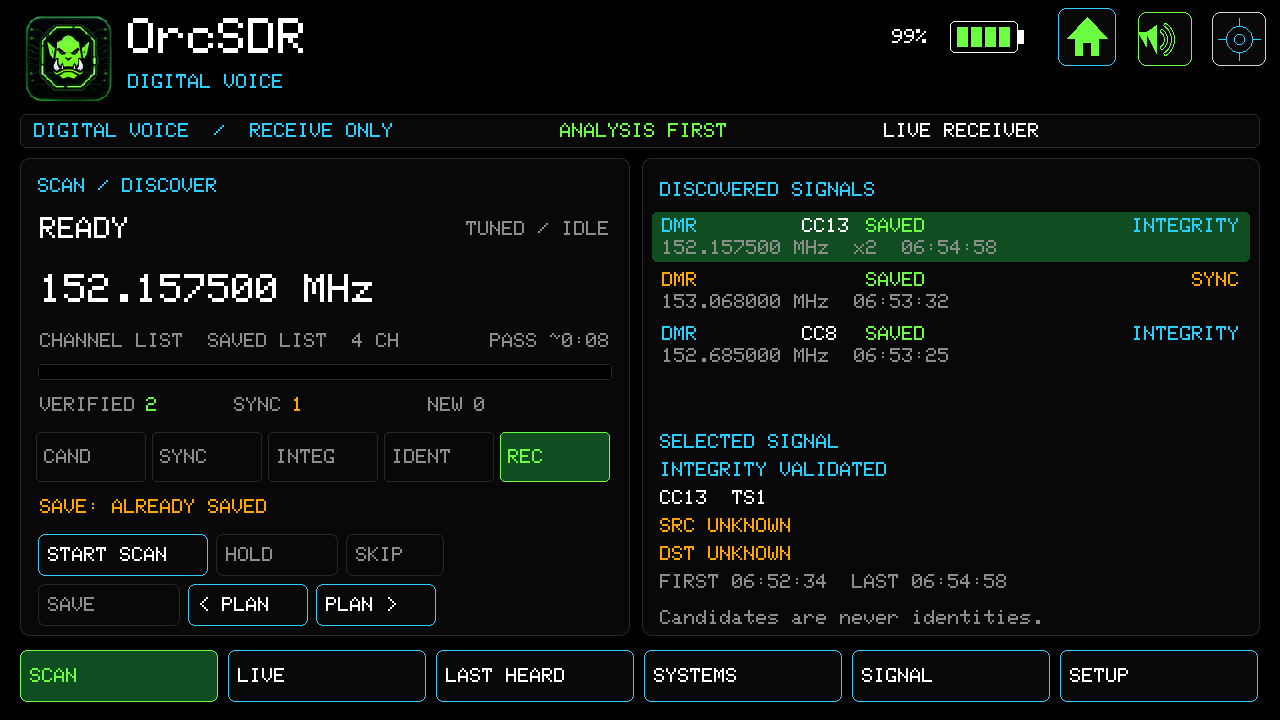 OrcSDR
DIGITAL VOICE
99%
DIGITAL VOICE / RECEIVE ONLY
ANALYSIS FIRST
LIVE RECEIVER
SCAN / DISCOVER
READY
TUNED / IDLE
152.157500 MHz
CHANNEL LIST SAVED LIST 4 CH
PASS ~0:08
VERIFIED 2
SYNC 1
NEW 0
CAND
SYNC
INTEG
IDENT
REC
SAVE: ALREADY SAVED
START SCAN
HOLD
SKIP
SAVE
< PLAN
PLAN >
DISCOVERED SIGNALS
DMR CC13 SAVED INTEGRITY
152.157500 MHz x2 06:54:58
DMR SAVED SYNC
153.068000 MHz 06:53:32
DMR CC8 SAVED INTEGRITY
152.685000 MHz 06:53:25
SELECTED SIGNAL
INTEGRITY VALIDATED
CC13 TS1
SRC UNKNOWN
DST UNKNOWN
FIRST 06:52:34 LAST 06:54:58
Candidates are never identities.
SCAN
LIVE
LAST HEARD
SYSTEMS
SIGNAL
SETUP